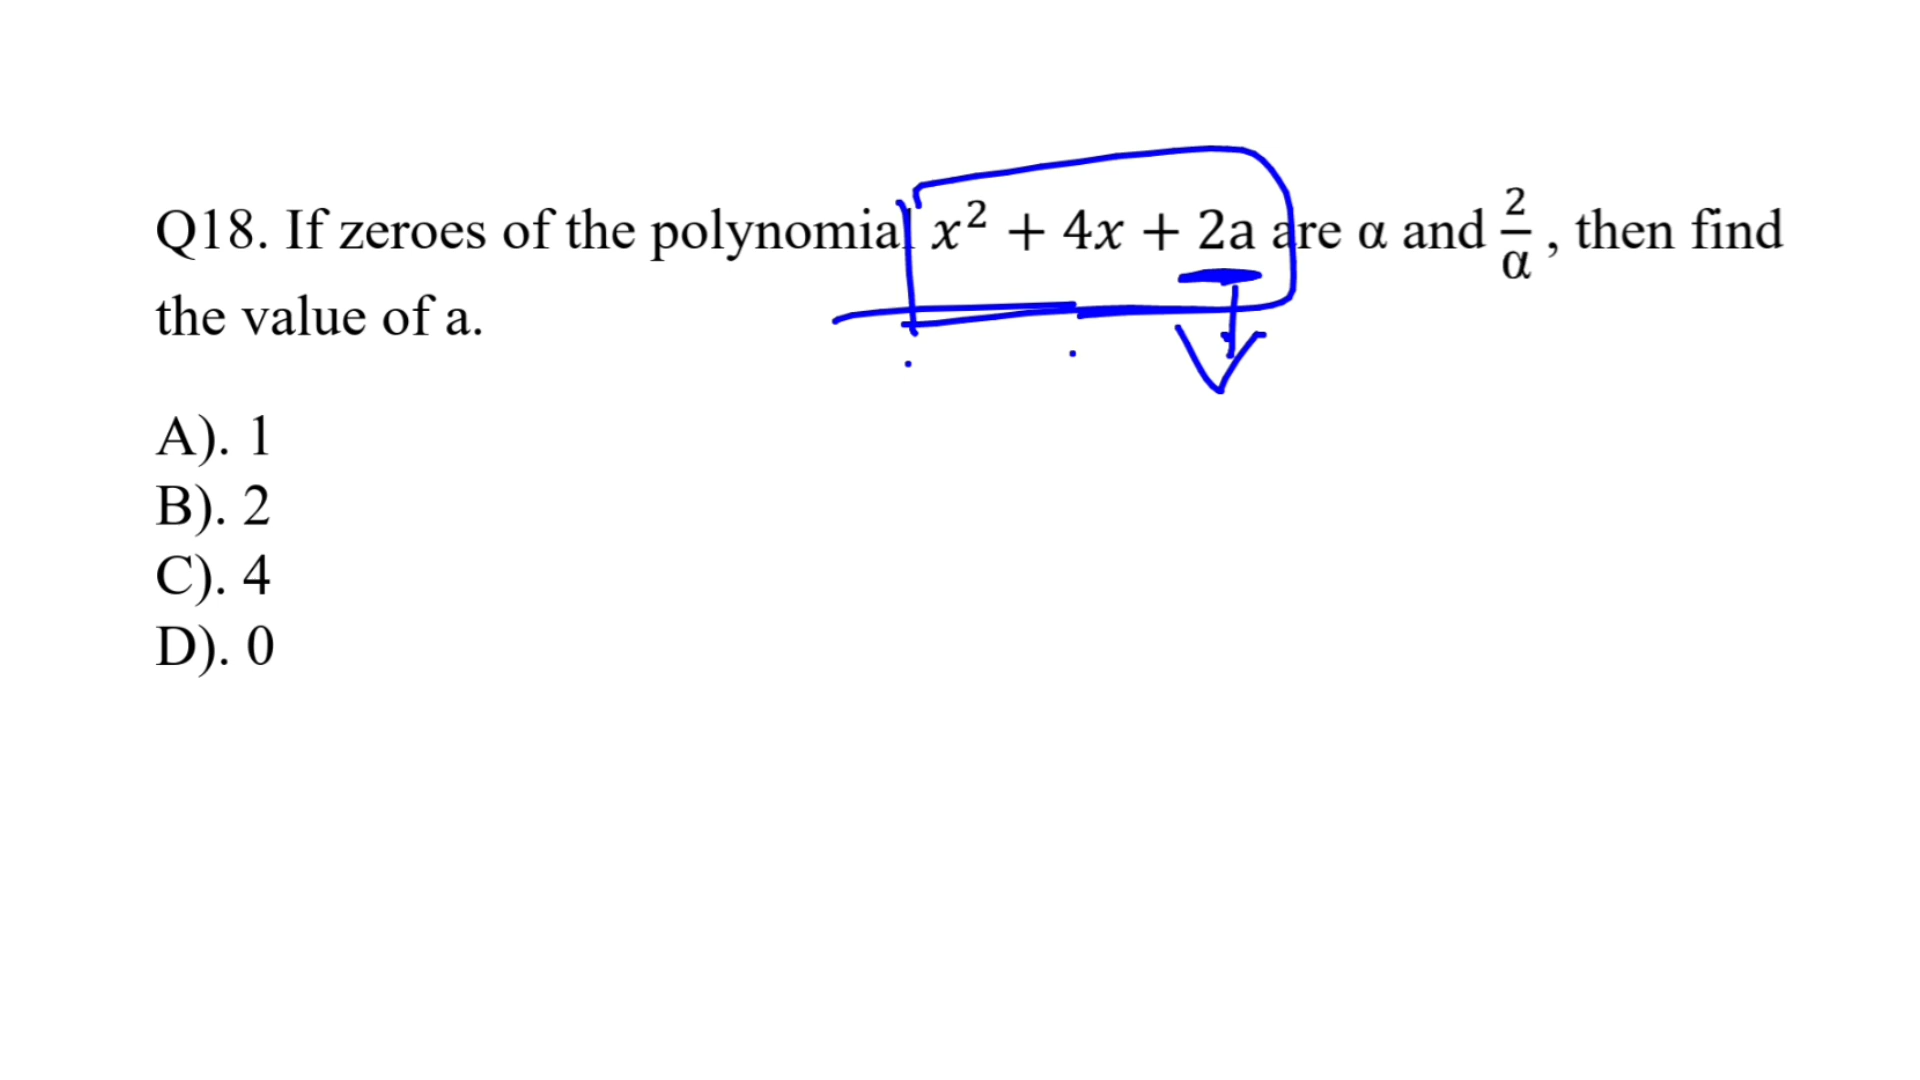 Q18. If zeroes of the polynomial x² + 4x + 2a are α and 2/α , then find
the value of a.
A). 1
B). 2
C). 4
D). 0